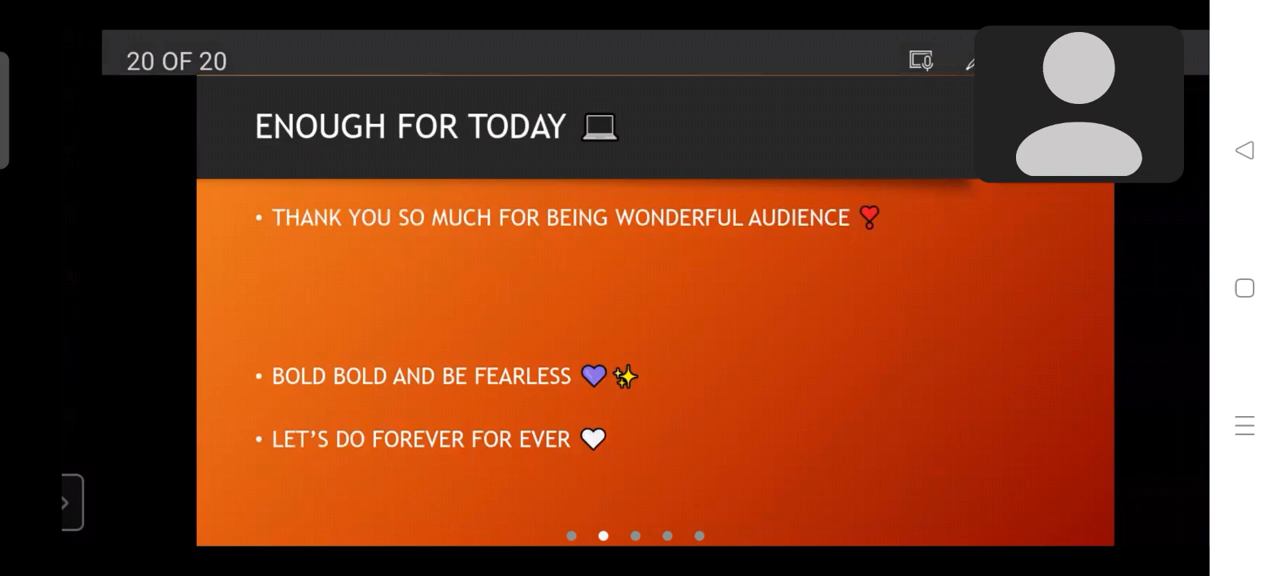 20 OF 20
ENOUGH FOR TODAY 💻
• THANK YOU SO MUCH FOR BEING WONDERFUL AUDIENCE ❣️
• BOLD BOLD AND BE FEARLESS 💜✨
• LET'S DO FOREVER FOR EVER 🤍